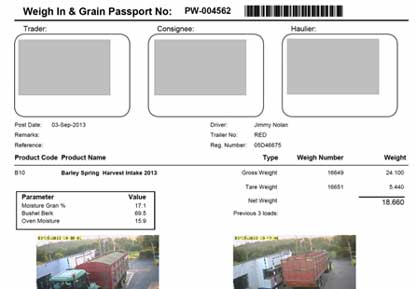 Weigh In & Grain Passport No: PW-004562
Trader: Consignee: Haulier:
Post Date: 03-Sep-2013 Driver: Jimmy Nolan
Remarks: Trailer No: RED
Reference: Reg. Number: 05D46675
Product Code Product Name Type Weigh Number Weight
B10 Barley Spring Harvest Intake 2013 Gross Weight 16649 24.100
Tare Weight 16651 5.440
Net Weight 18.660
Previous 3 loads:
Parameter Value
Moisture Gran % 17.1
Bushel Berk 69.5
Oven Moisture 15.9